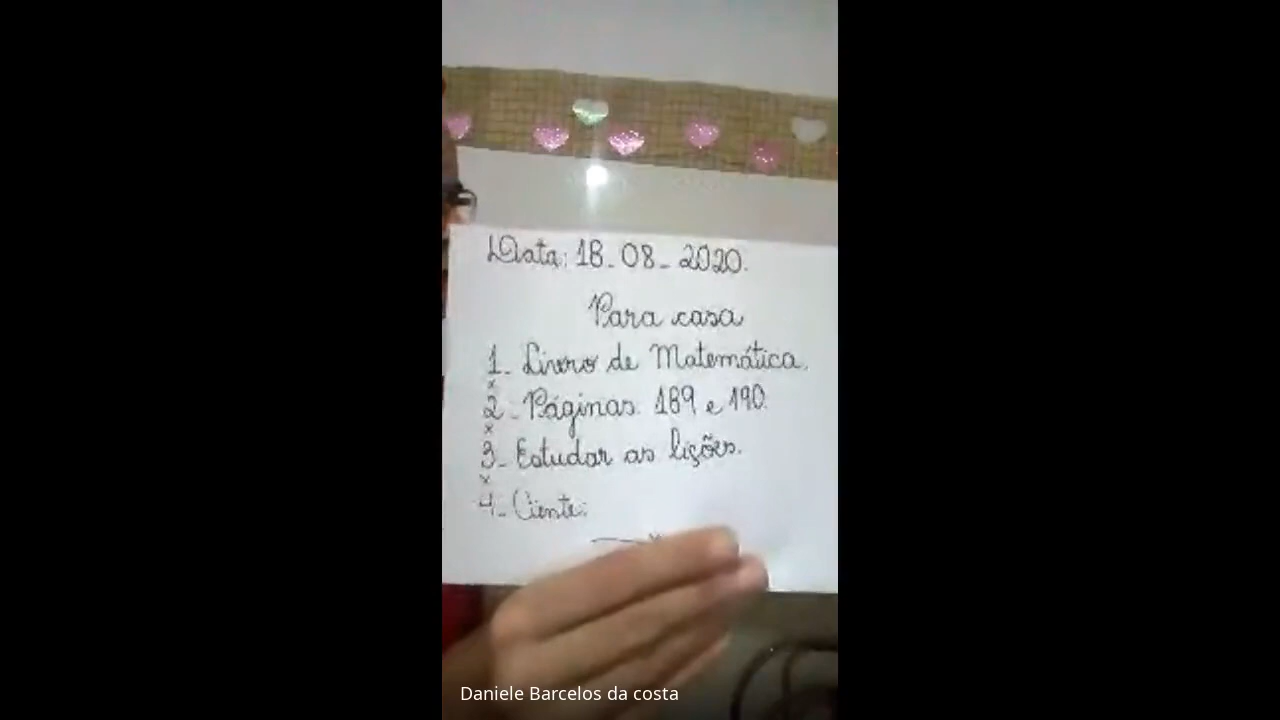 Data: 18-08-2020.
Para casa
1- Livro de Matemática.
x
2- Páginas 189 e 190.
x
3- Estudar as lições.
x
4- Ciente:
Daniele Barcelos da costa